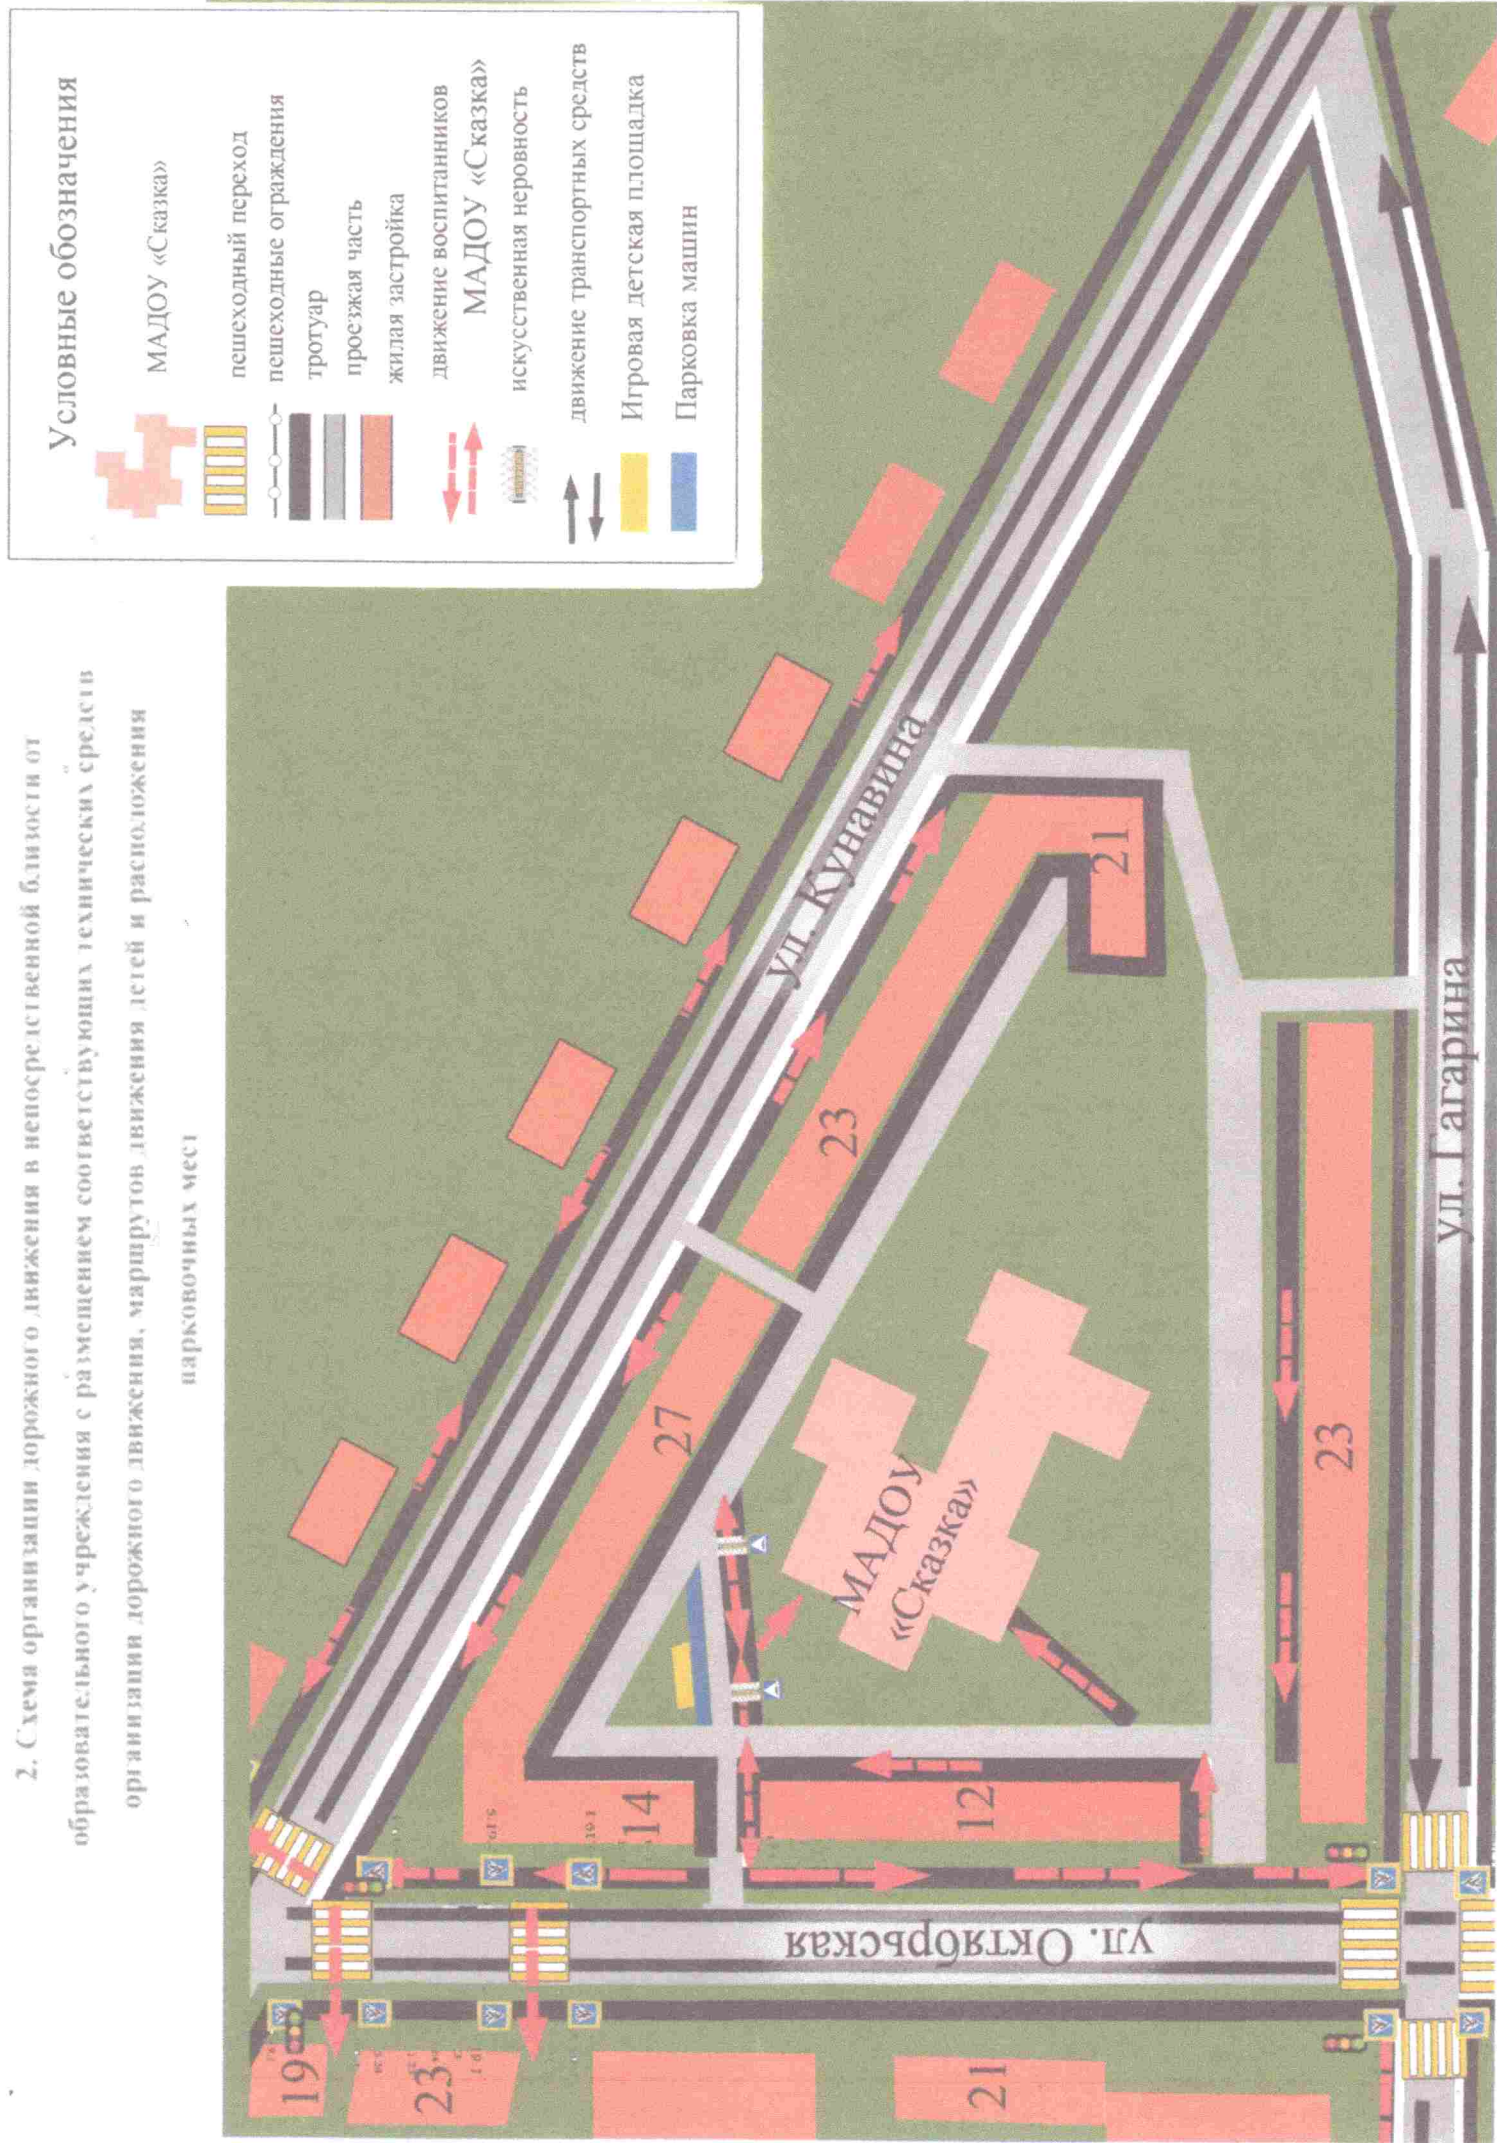 2. Схема организации дорожного движения в непосредственной близости от
образовательного учреждения с размещением соответствующих технических средств
организации дорожного движения, маршрутов движения детей и расположения
парковочных мест
Условные обозначения
МАДОУ «Сказка»
пешеходный переход
пешеходные ограждения
тротуар
проезжая часть
жилая застройка
движение воспитанников
МАДОУ «Сказка»
искусственная неровность
движение транспортных средств
Игровая детская площадка
Парковка машин
ул. Кунавина
21
23
27
МАДОУ
«Сказка»
14
12
23
ул. Гагарина
ул. Октябрьская
19
23
21